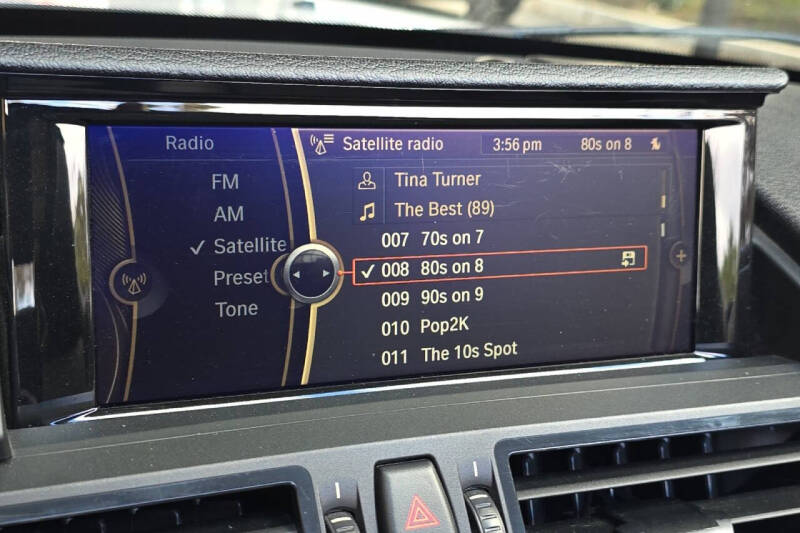 Radio
FM
AM
Satellite
Preset
Tone
Satellite radio 3:56 pm 80s on 8
Tina Turner
The Best (89)
007 70s on 7
008 80s on 8
009 90s on 9
010 Pop2K
011 The 10s Spot